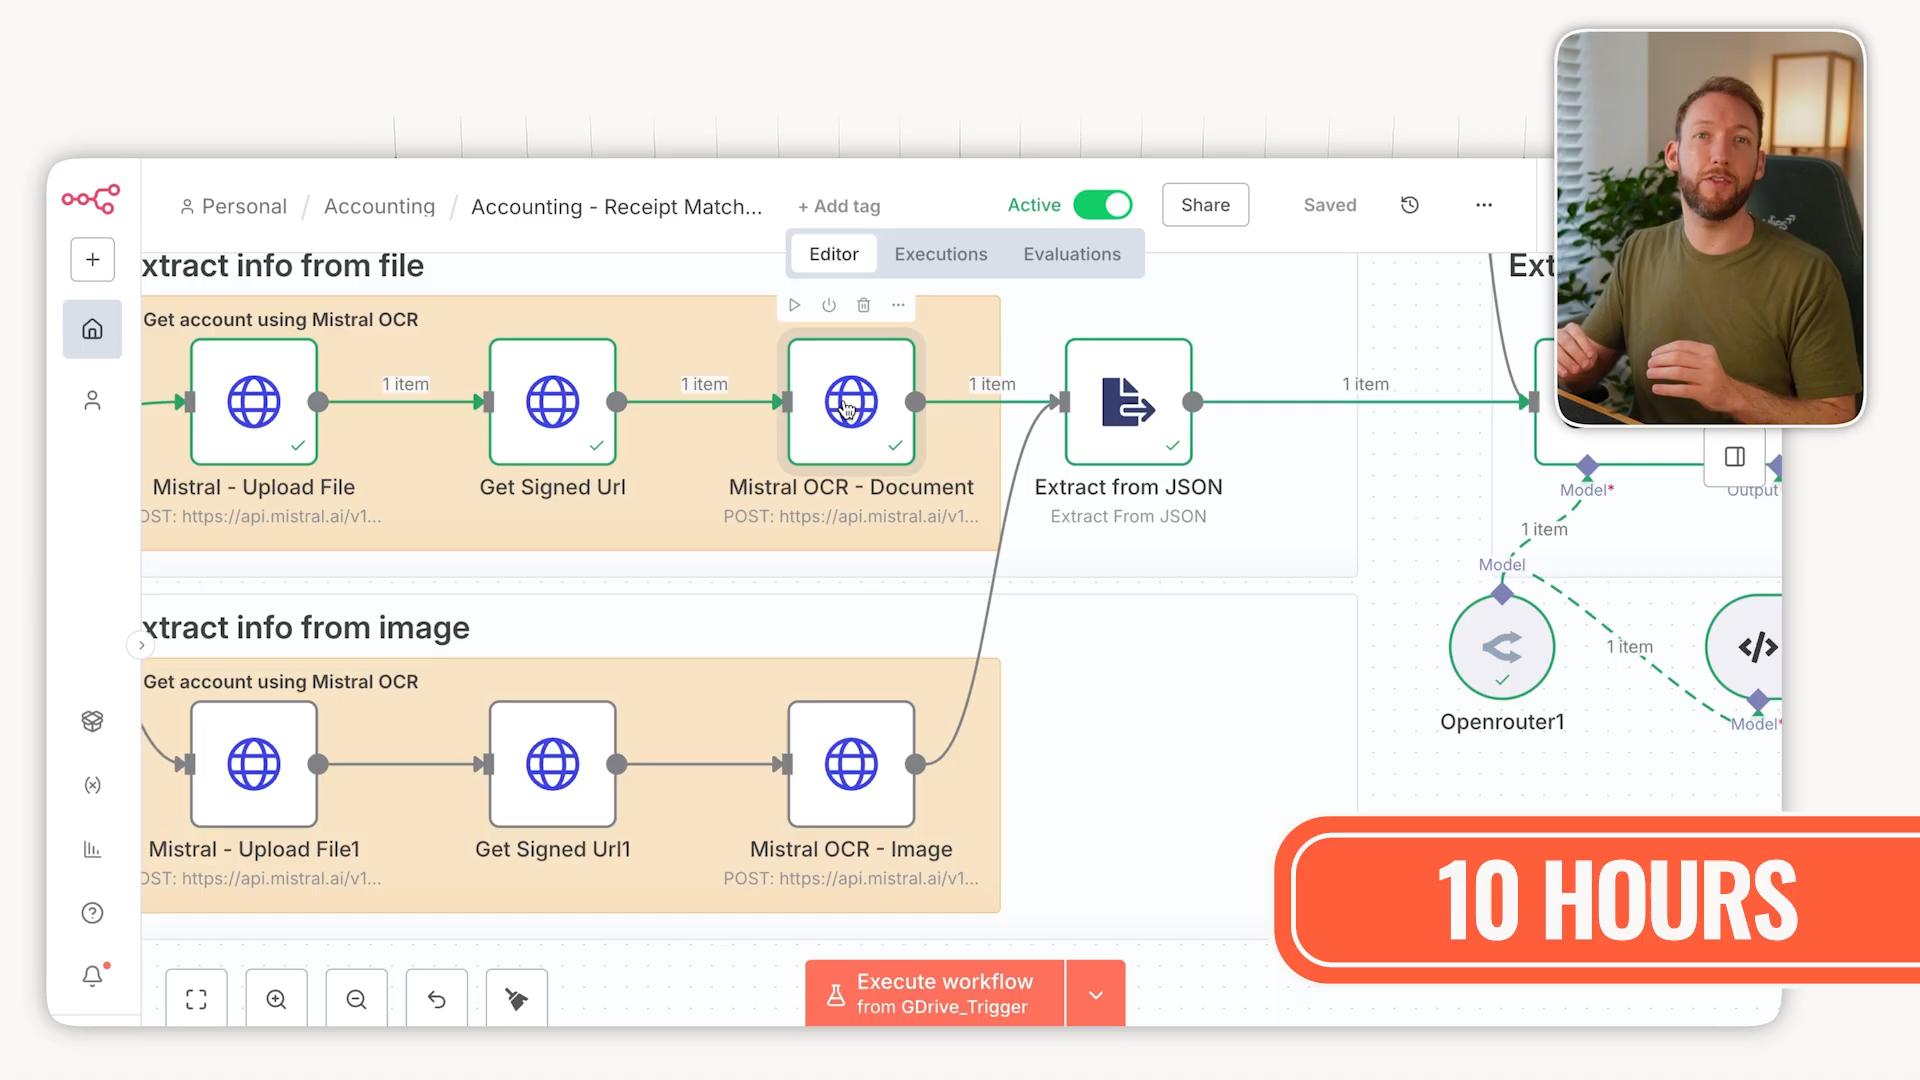 Personal / Accounting / Accounting - Receipt Match... + Add tag
Active
Share
Saved
Editor
Executions
Evaluations
xtract info from file
Ext
Get account using Mistral OCR
1 item
1 item
1 item
1 item
Mistral - Upload File
OST: https://api.mistral.ai/v1...
Get Signed Url
Mistral OCR - Document
POST: https://api.mistral.ai/v1...
Extract from JSON
Extract From JSON
Model*
Output
1 item
Model
1 item
Openrouter1
Model*
xtract info from image
Get account using Mistral OCR
Mistral - Upload File1
OST: https://api.mistral.ai/v1...
Get Signed Url1
Mistral OCR - Image
POST: https://api.mistral.ai/v1...
10 HOURS
Execute workflow
from GDrive_Trigger